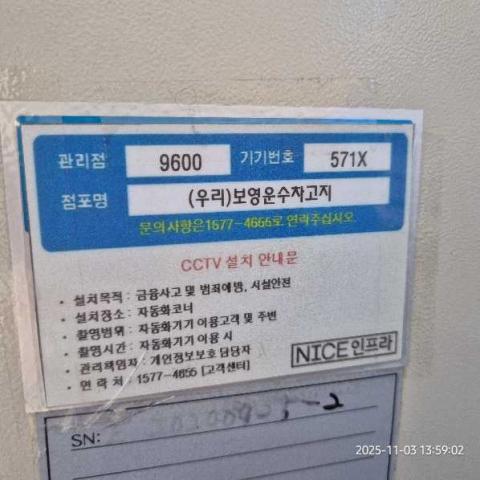 관리점 9600 기기번호 571X
점포명 (우리)보영운수차고지
문의사항은1577-4655로 연락주십시오
CCTV 설치 안내문
• 설치목적 : 금융사고 및 범죄예방, 시설안전
• 설치장소 : 자동화코너
• 촬영범위 : 자동화기기 이용고객 및 주변
• 촬영시간 : 자동화기기 이용 시
• 관리책임자 : 개인정보보호 담당자
• 연 락 처 : 1577-4655 [고객센터]
NICE인프라
SN:
2025-11-03 13:59:02